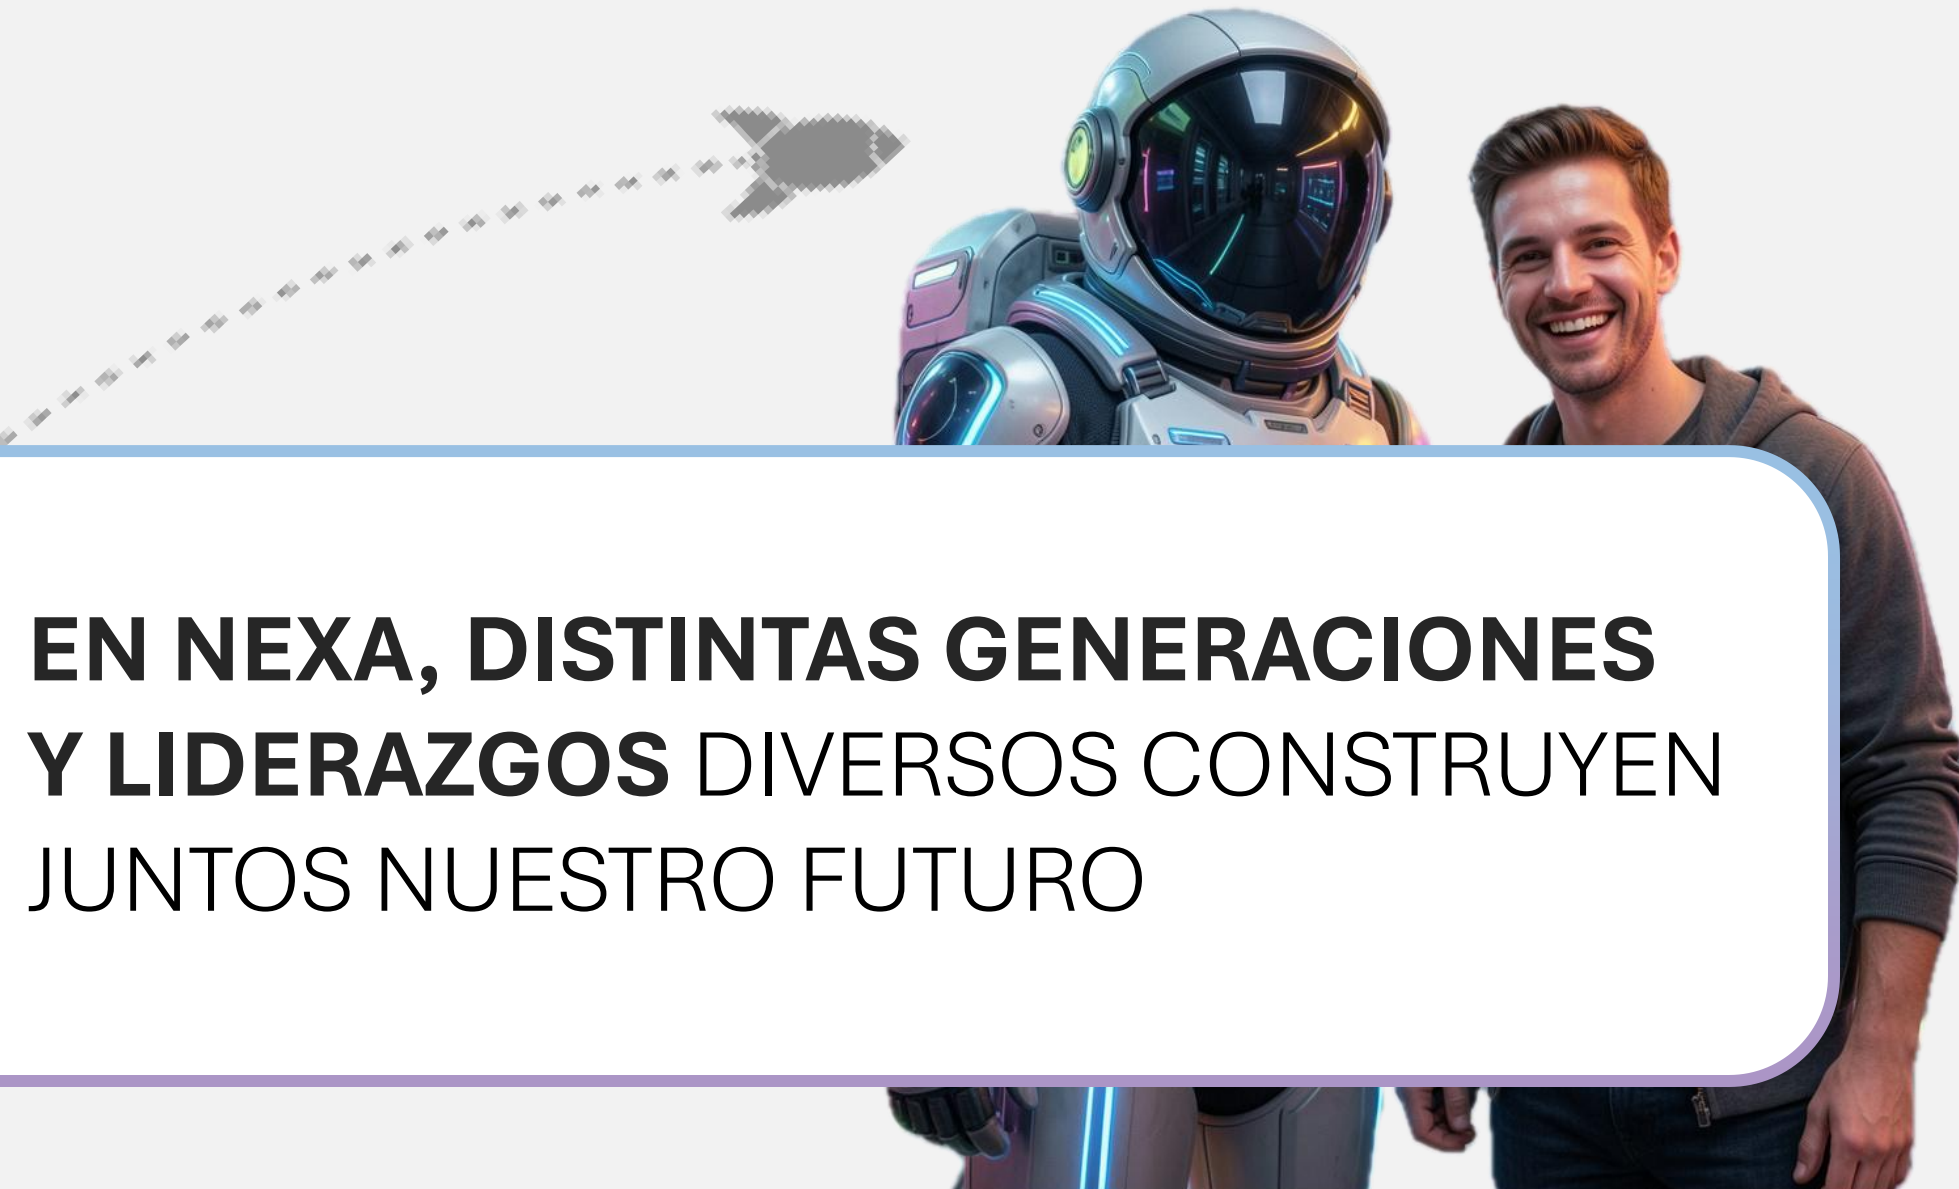 EN NEXA, DISTINTAS GENERACIONES
Y LIDERAZGOS DIVERSOS CONSTRUYEN
JUNTOS NUESTRO FUTURO